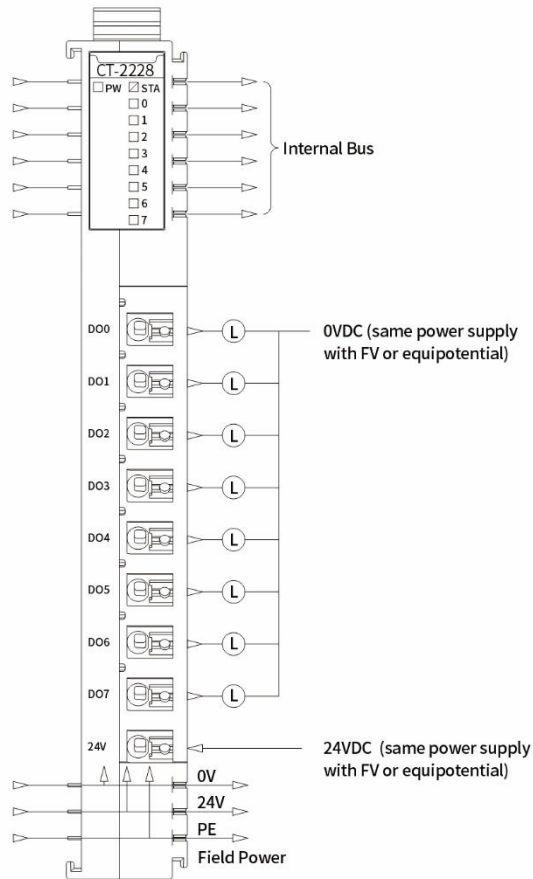 CT-2228
PW STA
0
1
2
3
4
5
6
7
Internal Bus
DO0 L 0VDC (same power supply
with FV or equipotential)
DO1 L
DO2 L
DO3 L
DO4 L
DO5 L
DO6 L
DO7 L
24V 24VDC (same power supply
with FV or equipotential)
0V
24V
PE
Field Power